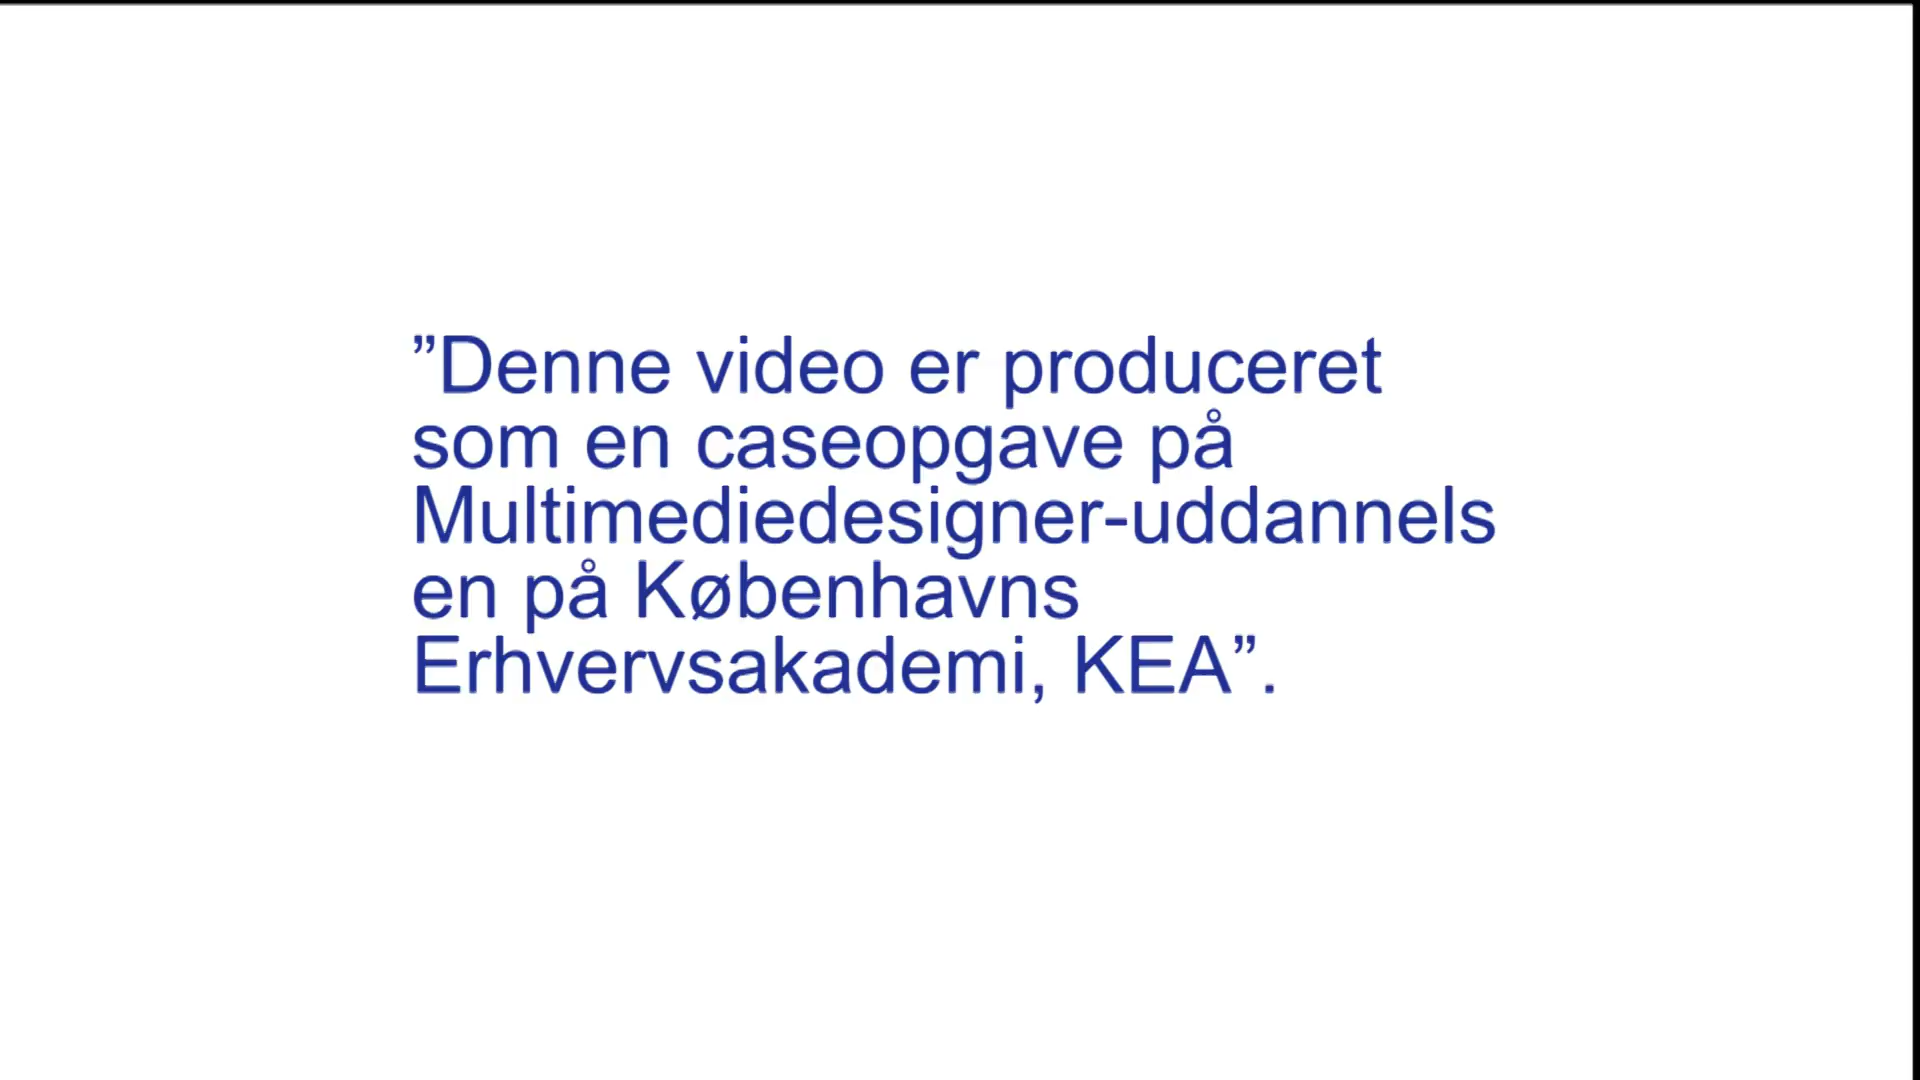 ”Denne video er produceret
som en caseopgave på
Multimediedesigner-uddannels
en på Københavns
Erhvervsakademi, KEA”.